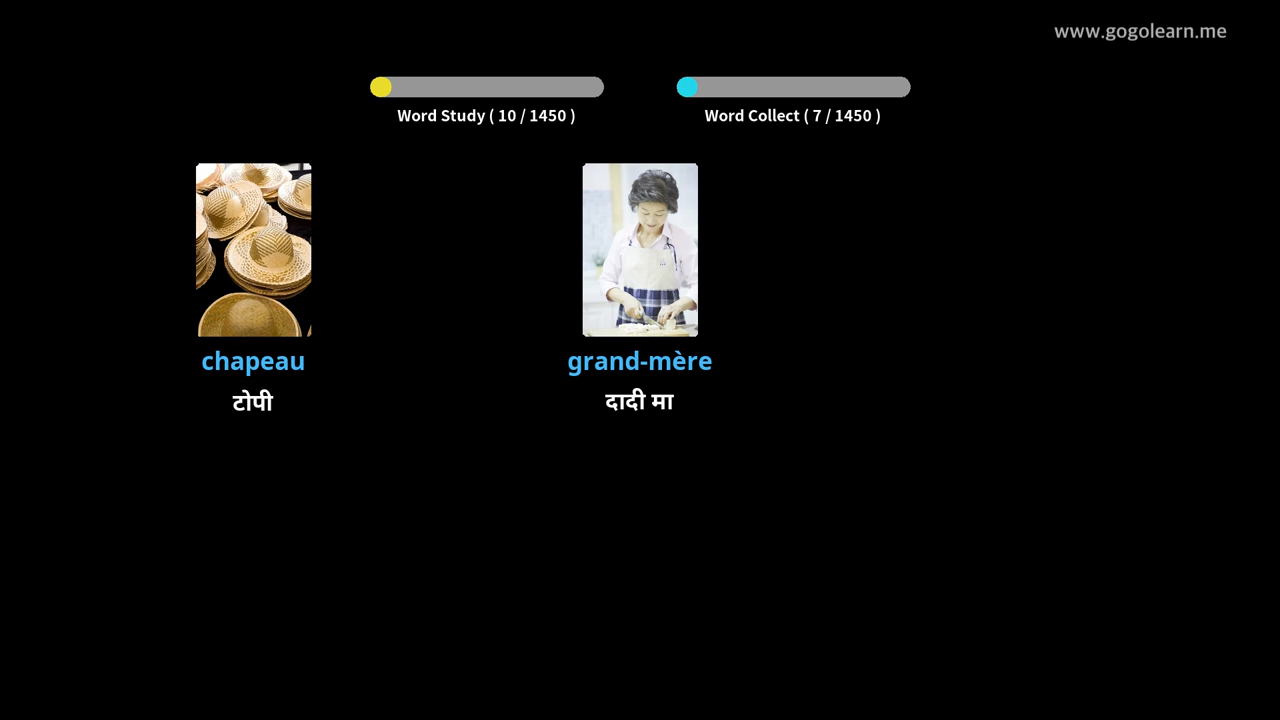 www.gogolearn.me
Word Study ( 10 / 1450 )
Word Collect ( 7 / 1450 )
chapeau
टोपी
grand-mère
दादी मा